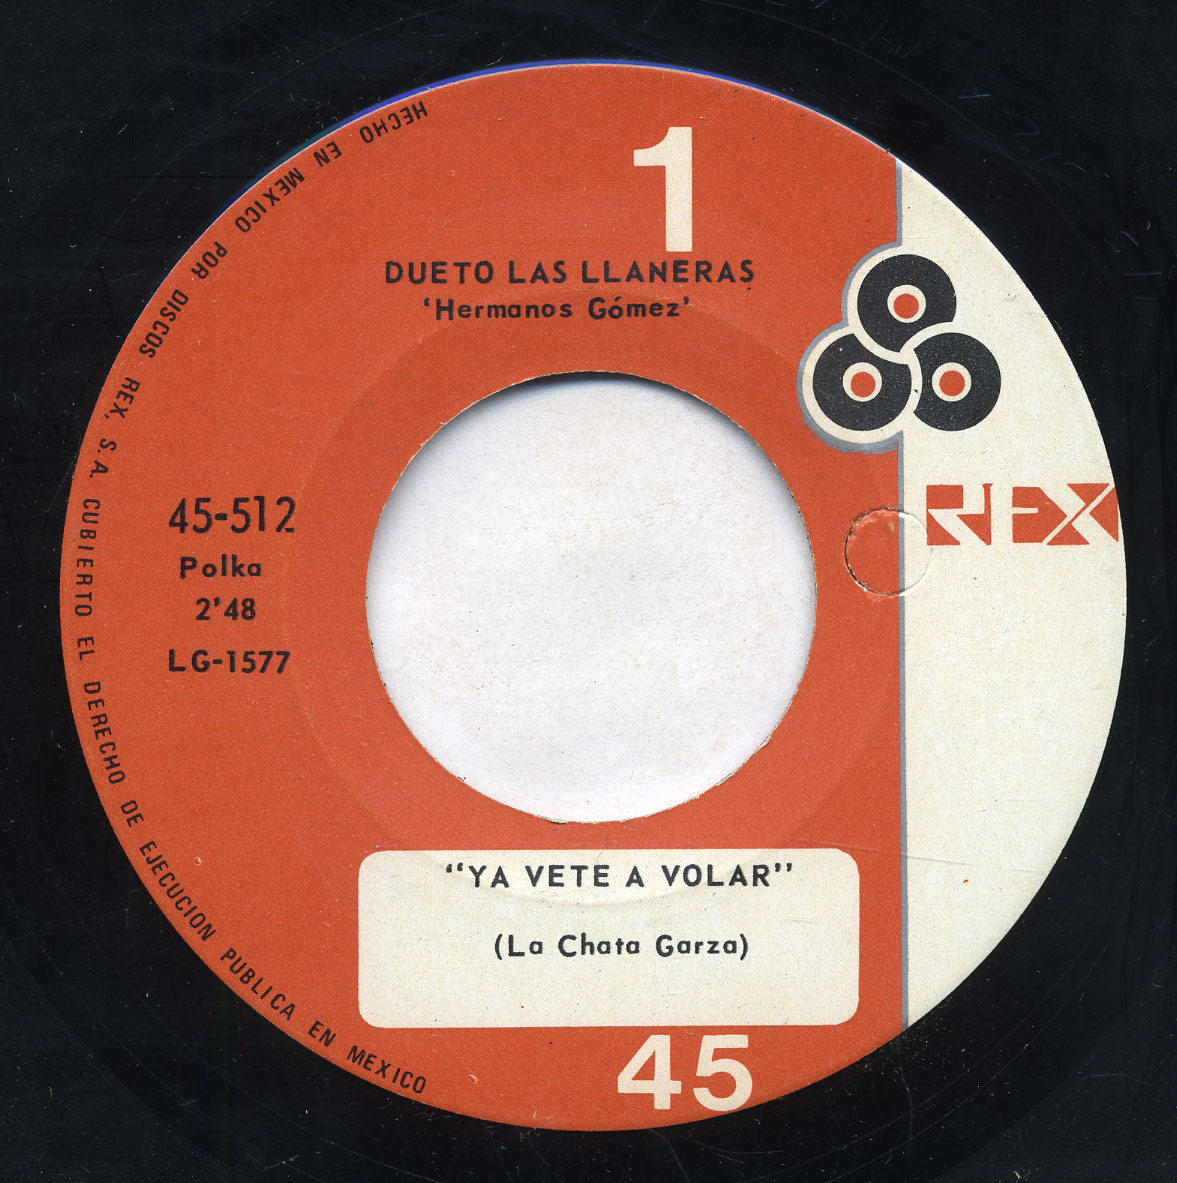 1
DUETO LAS LLANERAS
'Hermanos Gómez'
REX
45-512
Polka
2'48
LG-1577
"YA VETE A VOLAR"
(La Chata Garza)
45
HECHO EN MEXICO POR DISCOS REX, S.A. CUBIERTO EL DERECHO DE EJECUCION PUBLICA EN MEXICO